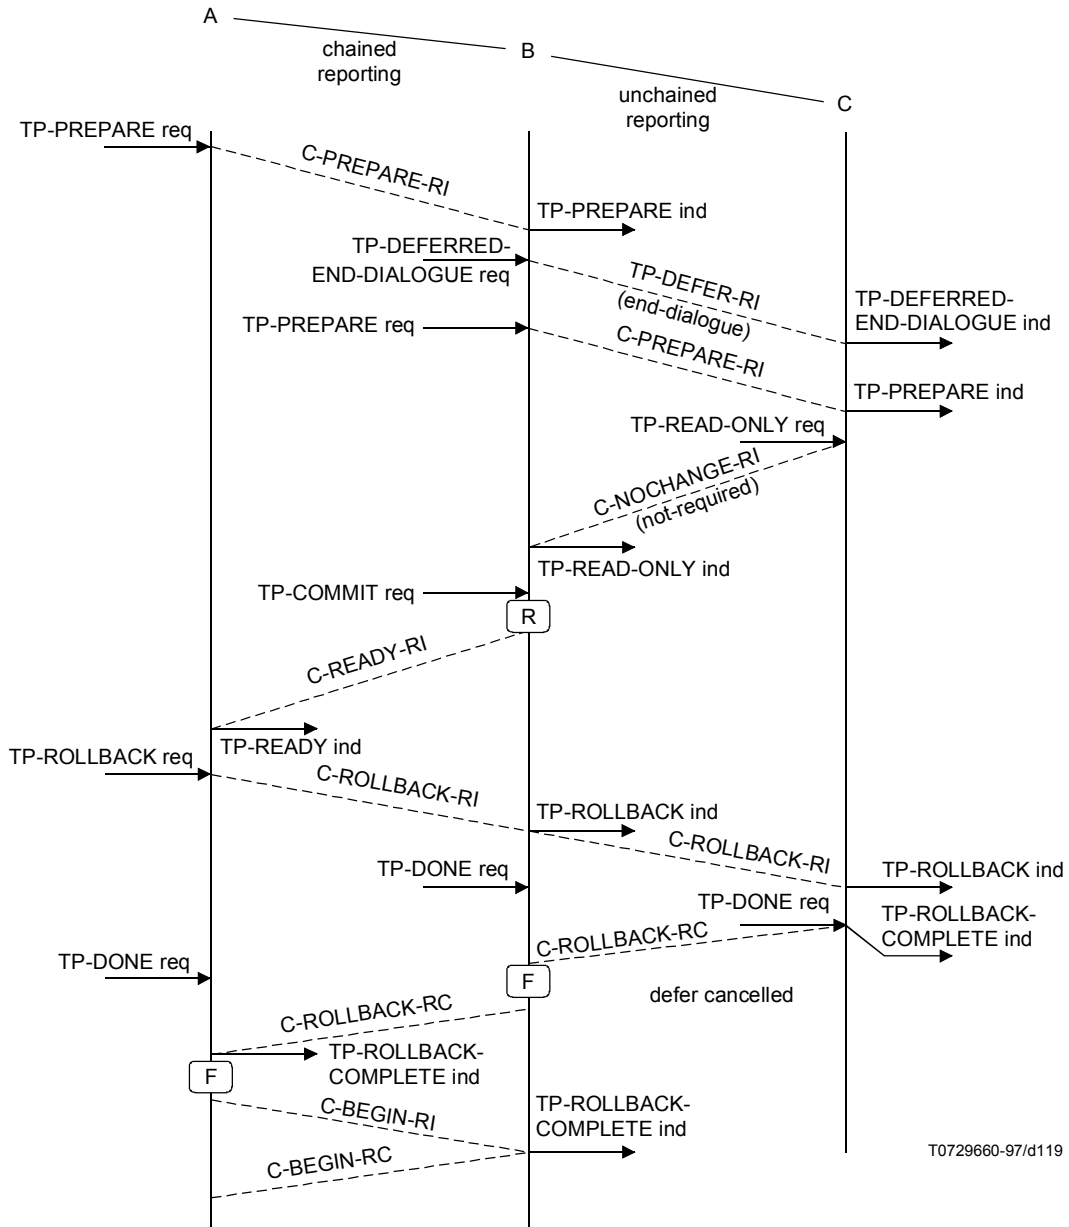 A
chained
reporting
B
unchained
reporting
C
TP-PREPARE req
C-PREPARE-RI
TP-PREPARE ind
TP-DEFERRED-
END-DIALOGUE req
TP-DEFER-RI
(end-dialogue)
TP-DEFERRED-
END-DIALOGUE ind
TP-PREPARE req
C-PREPARE-RI
TP-PREPARE ind
TP-READ-ONLY req
C-NOCHANGE-RI
(not-required)
TP-READ-ONLY ind
TP-COMMIT req
R
C-READY-RI
TP-READY ind
TP-ROLLBACK req
C-ROLLBACK-RI
TP-ROLLBACK ind
C-ROLLBACK-RI
TP-ROLLBACK ind
TP-DONE req
TP-DONE req
TP-ROLLBACK-
COMPLETE ind
C-ROLLBACK-RC
TP-DONE req
F
defer cancelled
C-ROLLBACK-RC
TP-ROLLBACK-
COMPLETE ind
F
C-BEGIN-RI
TP-ROLLBACK-
COMPLETE ind
C-BEGIN-RC
T0729660-97/d119